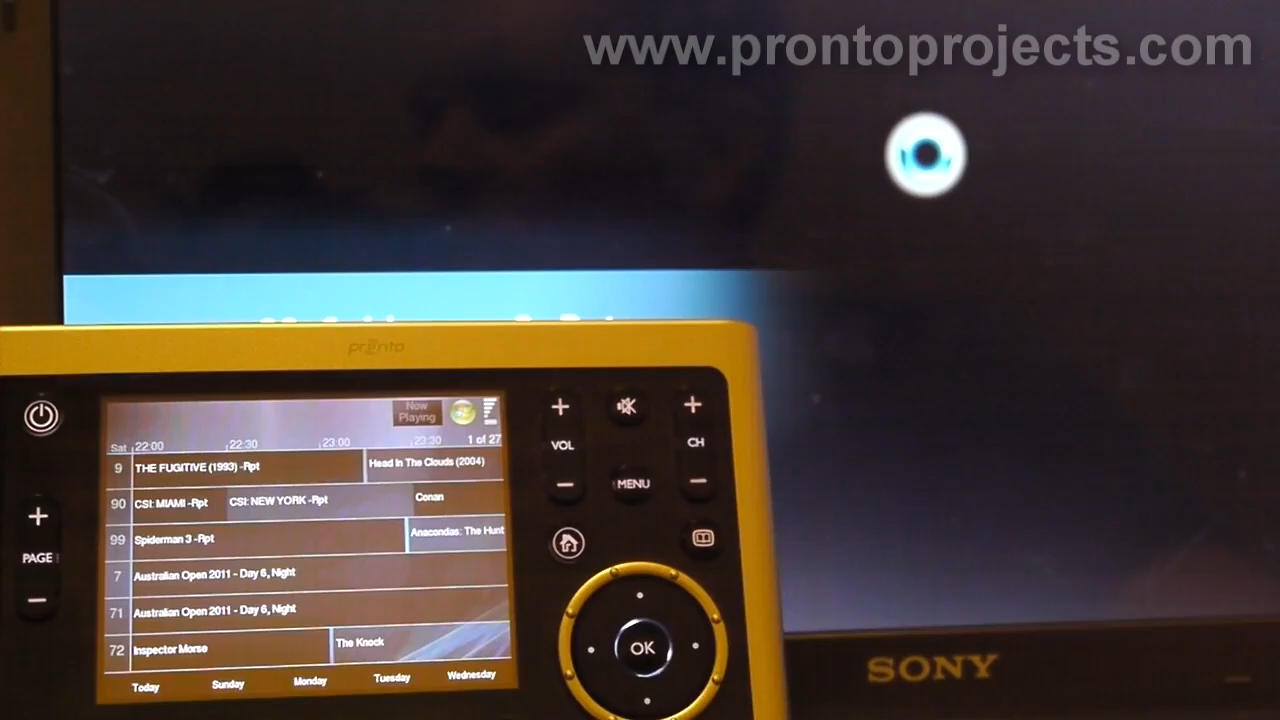 www.prontoprojects.com
pronto
Now
Playing
Sat 22:00 22:30 23:00 23:30 1 of 27
9 THE FUGITIVE (1993) -Rpt Head In The Clouds (2004)
90 CSI: MIAMI -Rpt CSI: NEW YORK -Rpt Conan
99 Spiderman 3 -Rpt Anacondas: The Hunt
7 Australian Open 2011 - Day 6, Night
71 Australian Open 2011 - Day 6, Night
72 Inspector Morse The Knock
Today Sunday Monday Tuesday Wednesday
+
PAGE
−
+
VOL
−
MENU
+
CH
−
OK
SONY